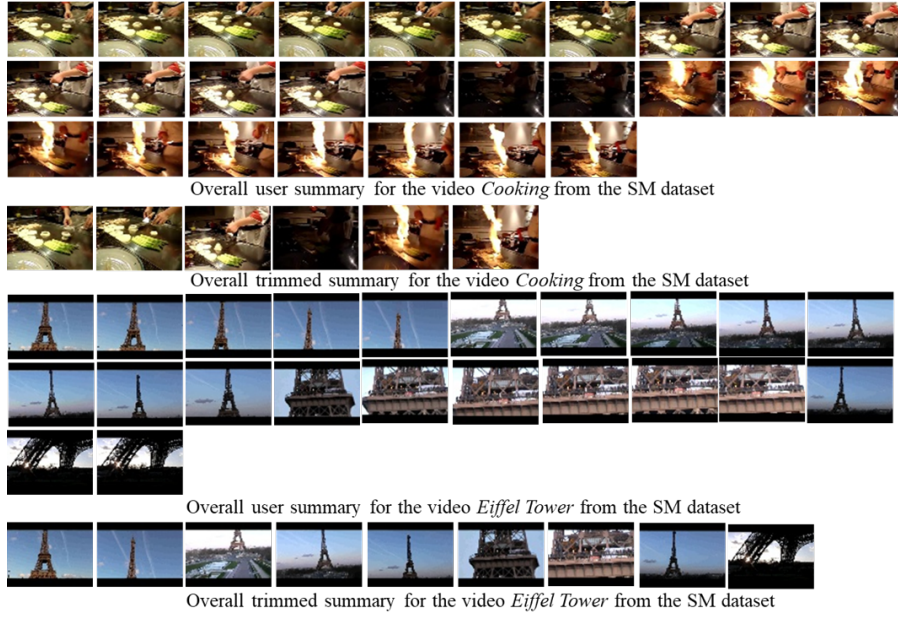 Overall user summary for the video Cooking from the SM dataset
Overall trimmed summary for the video Cooking from the SM dataset
Overall user summary for the video Eiffel Tower from the SM dataset
Overall trimmed summary for the video Eiffel Tower from the SM dataset